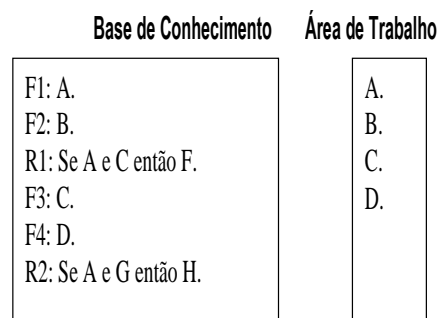 Base de Conhecimento
Área de Trabalho
F1: A.
F2: B.
R1: Se A e C então F.
F3: C.
F4: D.
R2: Se A e G então H.
A.
B.
C.
D.